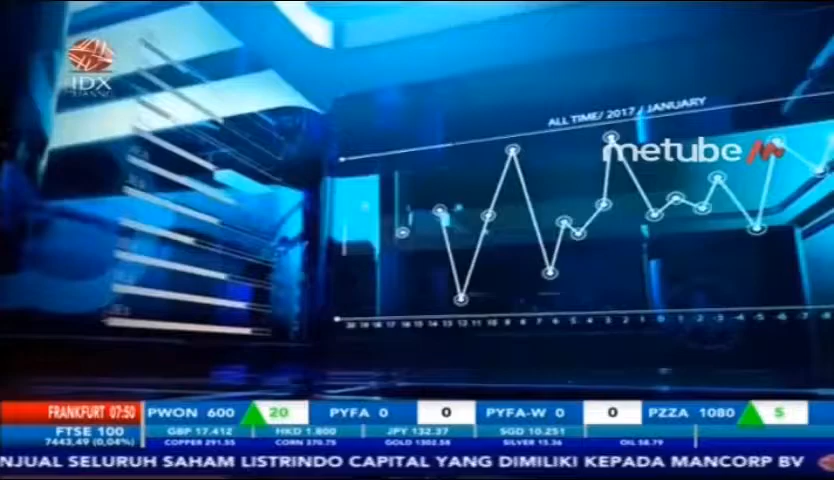 IDX
CHANNEL
ALL TIME/ 2017 / JANUARY
metube
FRANKFURT 07:50
PWON 600 20
PYFA 0 0
PYFA-W 0 0
PZZA 1080 5
FTSE 100
7443,49 (0,04%)
GBP 17.412
HKD 1.800
JPY 132.37
SGD 10.251
COPPER 291.55
CORN 370.75
GOLD 1302.58
SILVER 15.36
OIL 58.79
NJUAL SELURUH SAHAM LISTRINDO CAPITAL YANG DIMILIKI KEPADA MANCORP BV